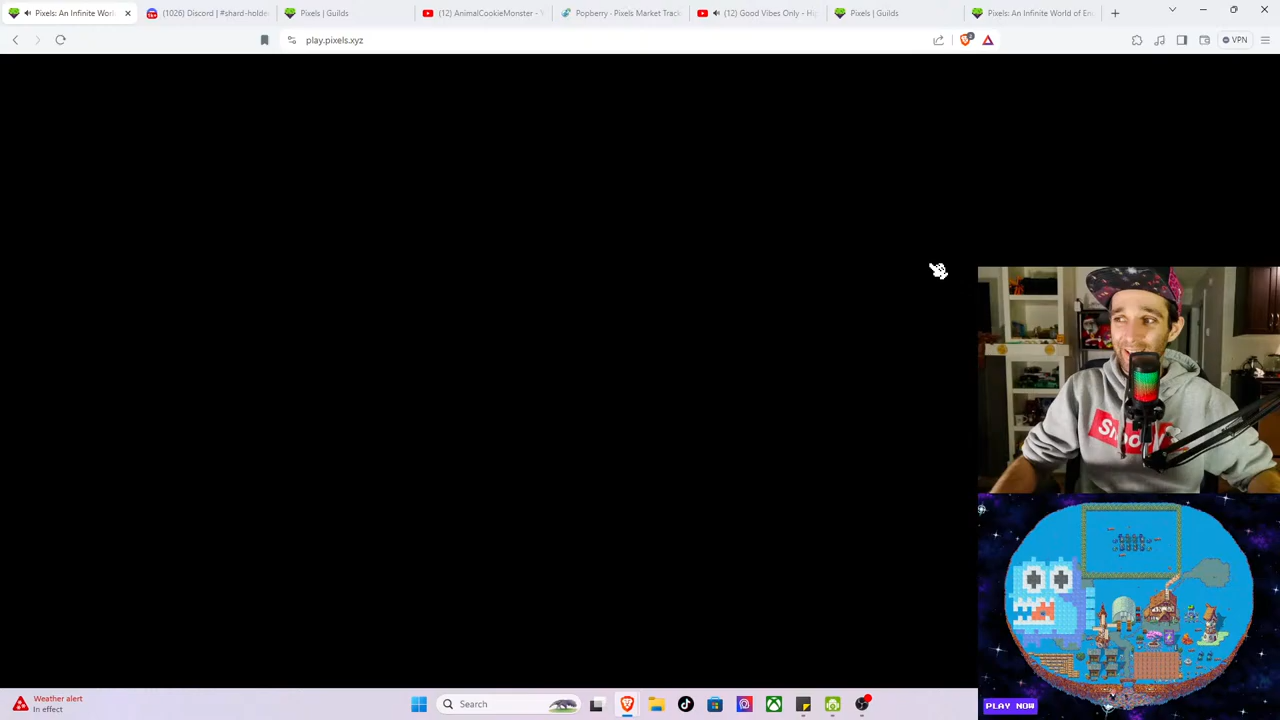 Pixels: An Infinite Worl
(1026) Discord | #shard-holde
Pixels | Guilds
(12) AnimalCookieMonster -
Popberry - Pixels Market Track
(12) Good Vibes Only - Hip
Pixels | Guilds
Pixels: An Infinite World of En
play.pixels.xyz
2
VPN
PLAY NOW
Weather alert
In effect
Search